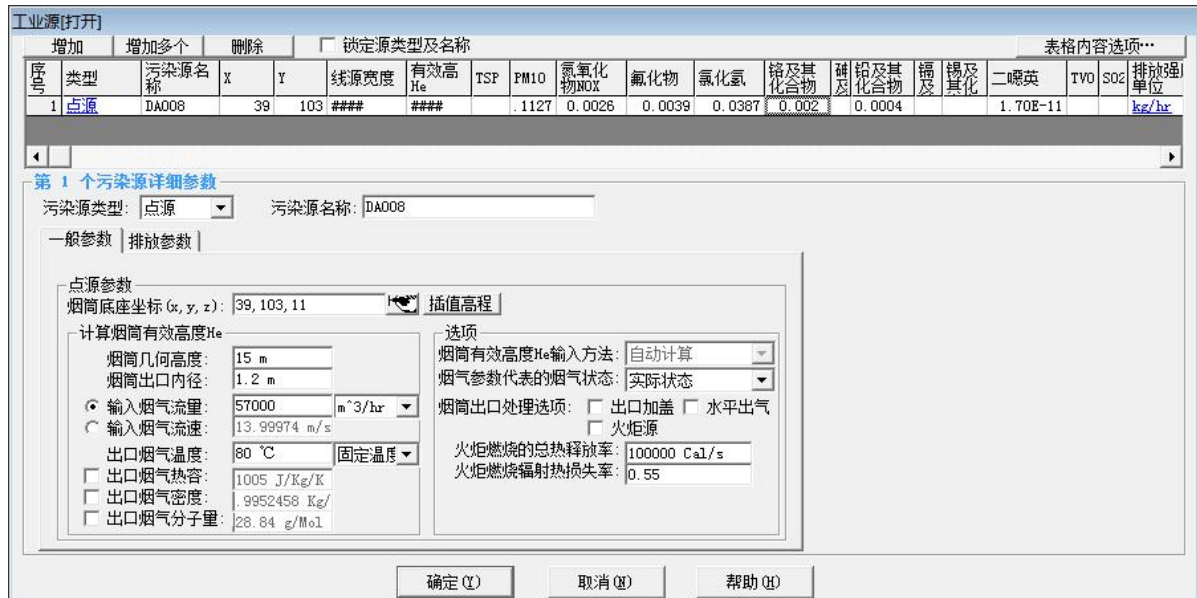 工业源[打开]
增加 增加多个 删除 锁定源类型及名称 表格内容选项…
序号 类型 污染源名称 X Y 线源宽度 有效高He TSP PM10 氮氧化物NOX 氟化物 氯化氢 铬及其化合物 砷及 铅及其化合物 镉及 锡及其化 二噁英 TVO SO2 排放强单位
1 点源 DA008 39 103 #### #### .1127 0.0026 0.0039 0.0387 0.002 0.0004 1.70E-11 kg/hr
第 1 个污染源详细参数
污染源类型: 点源 污染源名称: DA008
一般参数 排放参数
点源参数
烟筒底座坐标(x,y,z): 39,103,11 插值高程
计算烟筒有效高度He 选项
烟筒几何高度: 15 m 烟筒有效高度He输入方法: 自动计算
烟筒出口内径: 1.2 m 烟气参数代表的烟气状态: 实际状态
输入烟气流量: 57000 m^3/hr 烟筒出口处理选项: 出口加盖 水平出气
输入烟气流速: 13.99974 m/s 火炬源
出口烟气温度: 80 ℃ 固定温度 火炬燃烧的总热释放率: 100000 Cal/s
出口烟气热容: 1005 J/Kg/K 火炬燃烧辐射热损失率: 0.55
出口烟气密度: .9952458 Kg/
出口烟气分子量: 28.84 g/Mol
确定(Y) 取消(N) 帮助(H)